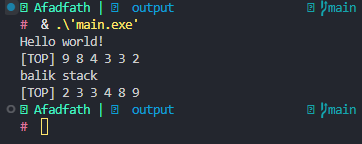 Afadfath | output main
# & .\'main.exe'
Hello world!
[TOP] 9 8 4 3 3 2
balik stack
[TOP] 2 3 3 4 8 9
Afadfath | output main
#